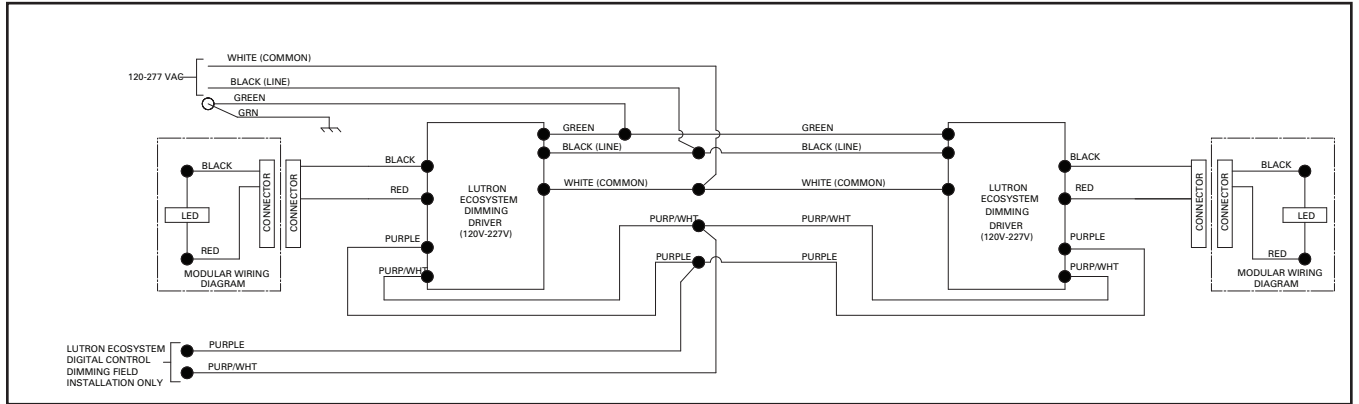 WHITE (COMMON)
120-277 VAC
BLACK (LINE)
GREEN
GRN
GREEN
GREEN
BLACK (LINE)
BLACK (LINE)
WHITE (COMMON)
WHITE (COMMON)
BLACK
LED
RED
CONNECTOR
CONNECTOR
MODULAR WIRING
DIAGRAM
BLACK
RED
PURPLE
PURP/WHT
LUTRON
ECOSYSTEM
DIMMING
DRIVER
(120V-227V)
PURP/WHT
PURP/WHT
PURPLE
PURPLE
LUTRON
ECOSYSTEM
DIMMING
DRIVER
(120V-227V)
BLACK
RED
PURPLE
PURP/WHT
CONNECTOR
CONNECTOR
BLACK
LED
RED
MODULAR WIRING
DIAGRAM
LUTRON ECOSYSTEM
DIGITAL CONTROL
DIMMING FIELD
INSTALLATION ONLY
PURPLE
PURP/WHT